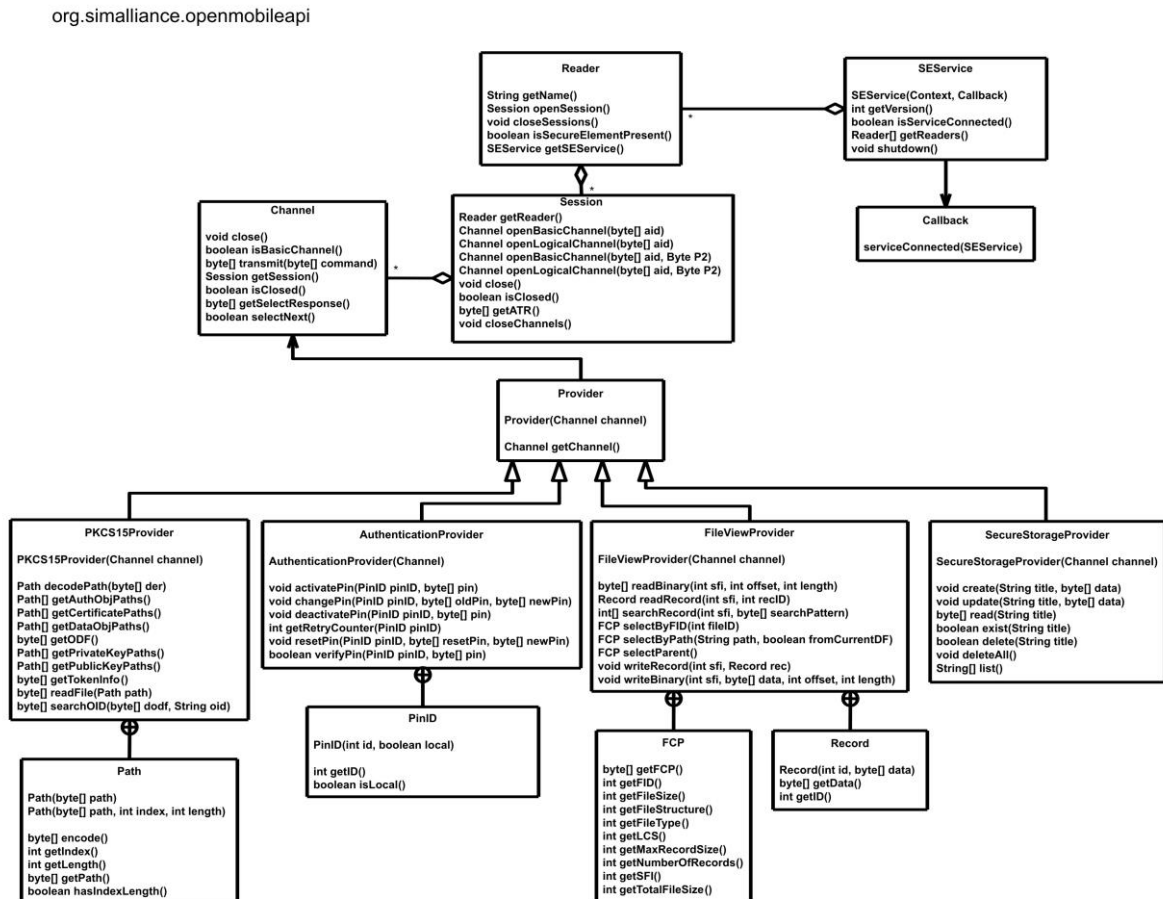 org.simalliance.openmobileapi
Reader
String getName()
Session openSession()
void closeSessions()
boolean isSecureElementPresent()
SEService getSEService()
*
SEService
SEService(Context, Callback)
int getVersion()
boolean isServiceConnected()
Reader[] getReaders()
void shutdown()
Callback
serviceConnected(SEService)
*
Channel
void close()
boolean isBasicChannel()
byte[] transmit(byte[] command)
Session getSession()
boolean isClosed()
byte[] getSelectResponse()
boolean selectNext()
*
Session
Reader getReader()
Channel openBasicChannel(byte[] aid)
Channel openLogicalChannel(byte[] aid)
Channel openBasicChannel(byte[] aid, Byte P2)
Channel openLogicalChannel(byte[] aid, Byte P2)
void close()
boolean isClosed()
byte[] getATR()
void closeChannels()
Provider
Provider(Channel channel)
Channel getChannel()
PKCS15Provider
PKCS15Provider(Channel channel)
Path decodePath(byte[] der)
Path[] getAuthObjPaths()
Path[] getCertificatePaths()
Path[] getDataObjPaths()
byte[] getODF()
Path[] getPrivateKeyPaths()
Path[] getPublicKeyPaths()
byte[] getTokenInfo()
byte[] readFile(Path path)
byte[] searchOID(byte[] dodf, String oid)
AuthenticationProvider
AuthenticationProvider(Channel)
void activatePin(PinID pinID, byte[] pin)
void changePin(PinID pinID, byte[] oldPin, byte[] newPin)
void deactivatePin(PinID pinID, byte[] pin)
int getRetryCounter(PinID pinID)
void resetPin(PinID pinID, byte[] resetPin, byte[] newPin)
boolean verifyPin(PinID pinID, byte[] pin)
FileViewProvider
FileViewProvider(Channel channel)
byte[] readBinary(int sfi, int offset, int length)
Record readRecord(int sfi, int recID)
int[] searchRecord(int sfi, byte[] searchPattern)
FCP selectByFID(int fileID)
FCP selectByPath(String path, boolean fromCurrentDF)
FCP selectParent()
void writeRecord(int sfi, Record rec)
void writeBinary(int sfi, byte[] data, int offset, int length)
SecureStorageProvider
SecureStorageProvider(Channel channel)
void create(String title, byte[] data)
void update(String title, byte[] data)
byte[] read(String title)
boolean exist(String title)
boolean delete(String title)
void deleteAll()
String[] list()
Path
Path(byte[] path)
Path(byte[] path, int index, int length)
byte[] encode()
int getIndex()
int getLength()
byte[] getPath()
boolean hasIndexLength()
PinID
PinID(int id, boolean local)
int getID()
boolean isLocal()
FCP
byte[] getFCP()
int getFID()
int getFileSize()
int getFileStructure()
int getFileType()
int getLCS()
int getMaxRecordSize()
int getNumberOfRecords()
int getSFI()
int getTotalFileSize()
Record
Record(int id, byte[] data)
byte[] getData()
int getID()